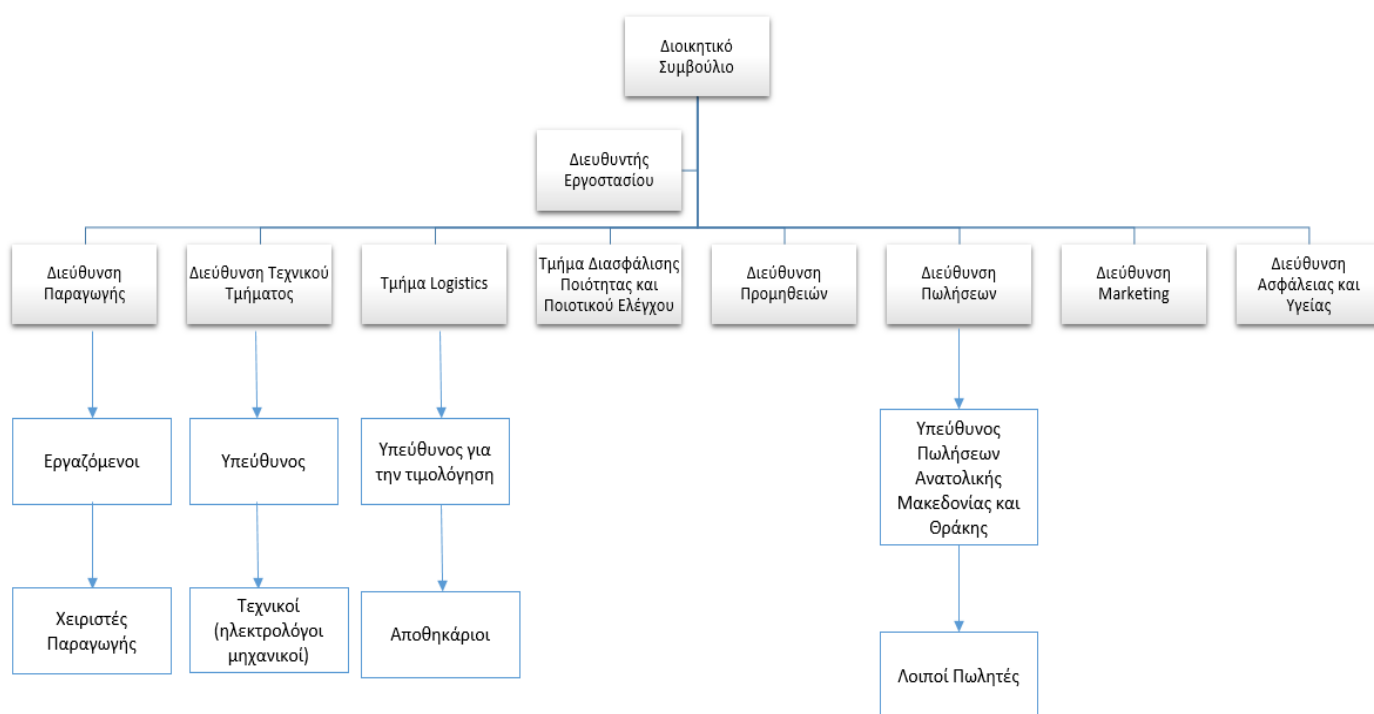 Διοικητικό
Συμβούλιο
Διευθυντής
Εργοστασίου
Διεύθυνση
Παραγωγής
Διεύθυνση Τεχνικού
Τμήματος
Τμήμα Logistics
Τμήμα Διασφάλισης
Ποιότητας και
Ποιοτικού Ελέγχου
Διεύθυνση
Προμηθειών
Διεύθυνση
Πωλήσεων
Διεύθυνση
Marketing
Διεύθυνση
Ασφάλειας και
Υγείας
Εργαζόμενοι
Υπεύθυνος
Υπεύθυνος για
την τιμολόγηση
Υπεύθυνος
Πωλήσεων
Ανατολικής
Μακεδονίας και
Θράκης
Χειριστές
Παραγωγής
Τεχνικοί
(ηλεκτρολόγοι
μηχανικοί)
Αποθηκάριοι
Λοιποί Πωλητές